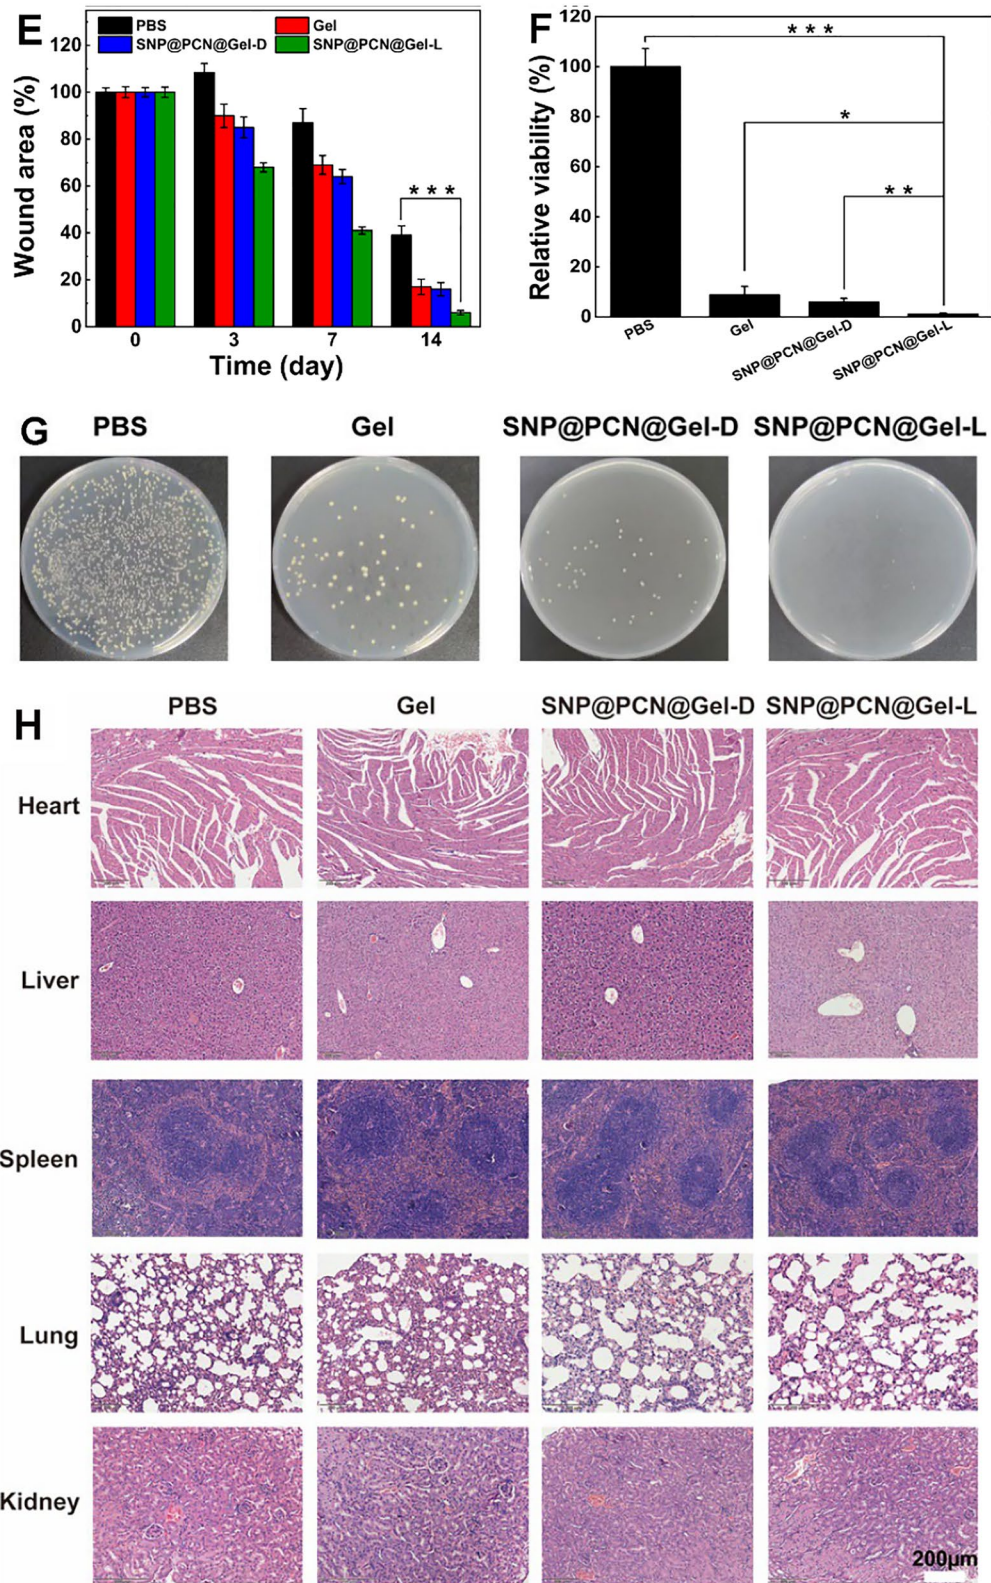 E
PBS
Gel
SNP@PCN@Gel-D
SNP@PCN@Gel-L
Wound area (%)
120
100
80
60
40
20
0
* * *
0 3 7 14
Time (day)
F
Relative viability (%)
120
100
80
60
40
20
0
* * *
*
* *
PBS
Gel
SNP@PCN@Gel-D
SNP@PCN@Gel-L
G
PBS Gel SNP@PCN@Gel-D SNP@PCN@Gel-L
H
PBS Gel SNP@PCN@Gel-D SNP@PCN@Gel-L
Heart
Liver
Spleen
Lung
Kidney
200μm